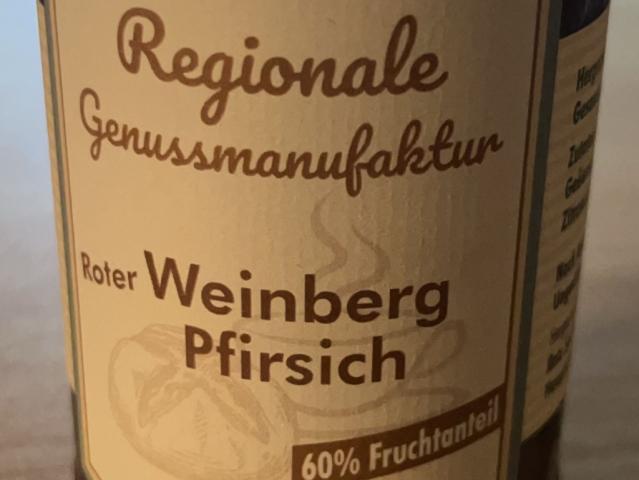 Regionale
Genussmanufaktur
Roter Weinberg
Pfirsich
60% Fruchtanteil